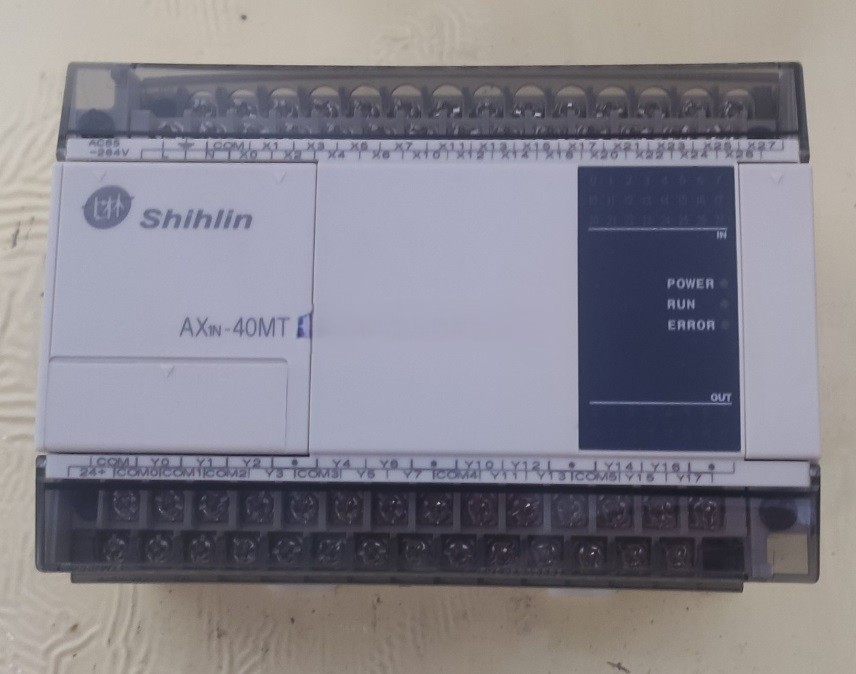 AC85
~264V
⏚ COM X1 X3 X5 X7 X11 X13 X15 X17 X21 X23 X25 X27
L N X0 X2 X4 X6 X10 X12 X14 X16 X20 X22 X24 X26
士林 Shihlin
IN
POWER
RUN
ERROR
AX1N-40MT
OUT
COM Y0 Y1 Y2 • Y4 Y6 • Y10 Y12 • Y14 Y16 •
24+ COM0 COM1 COM2 Y3 COM3 Y5 Y7 COM4 Y11 Y13 COM5 Y15 Y17